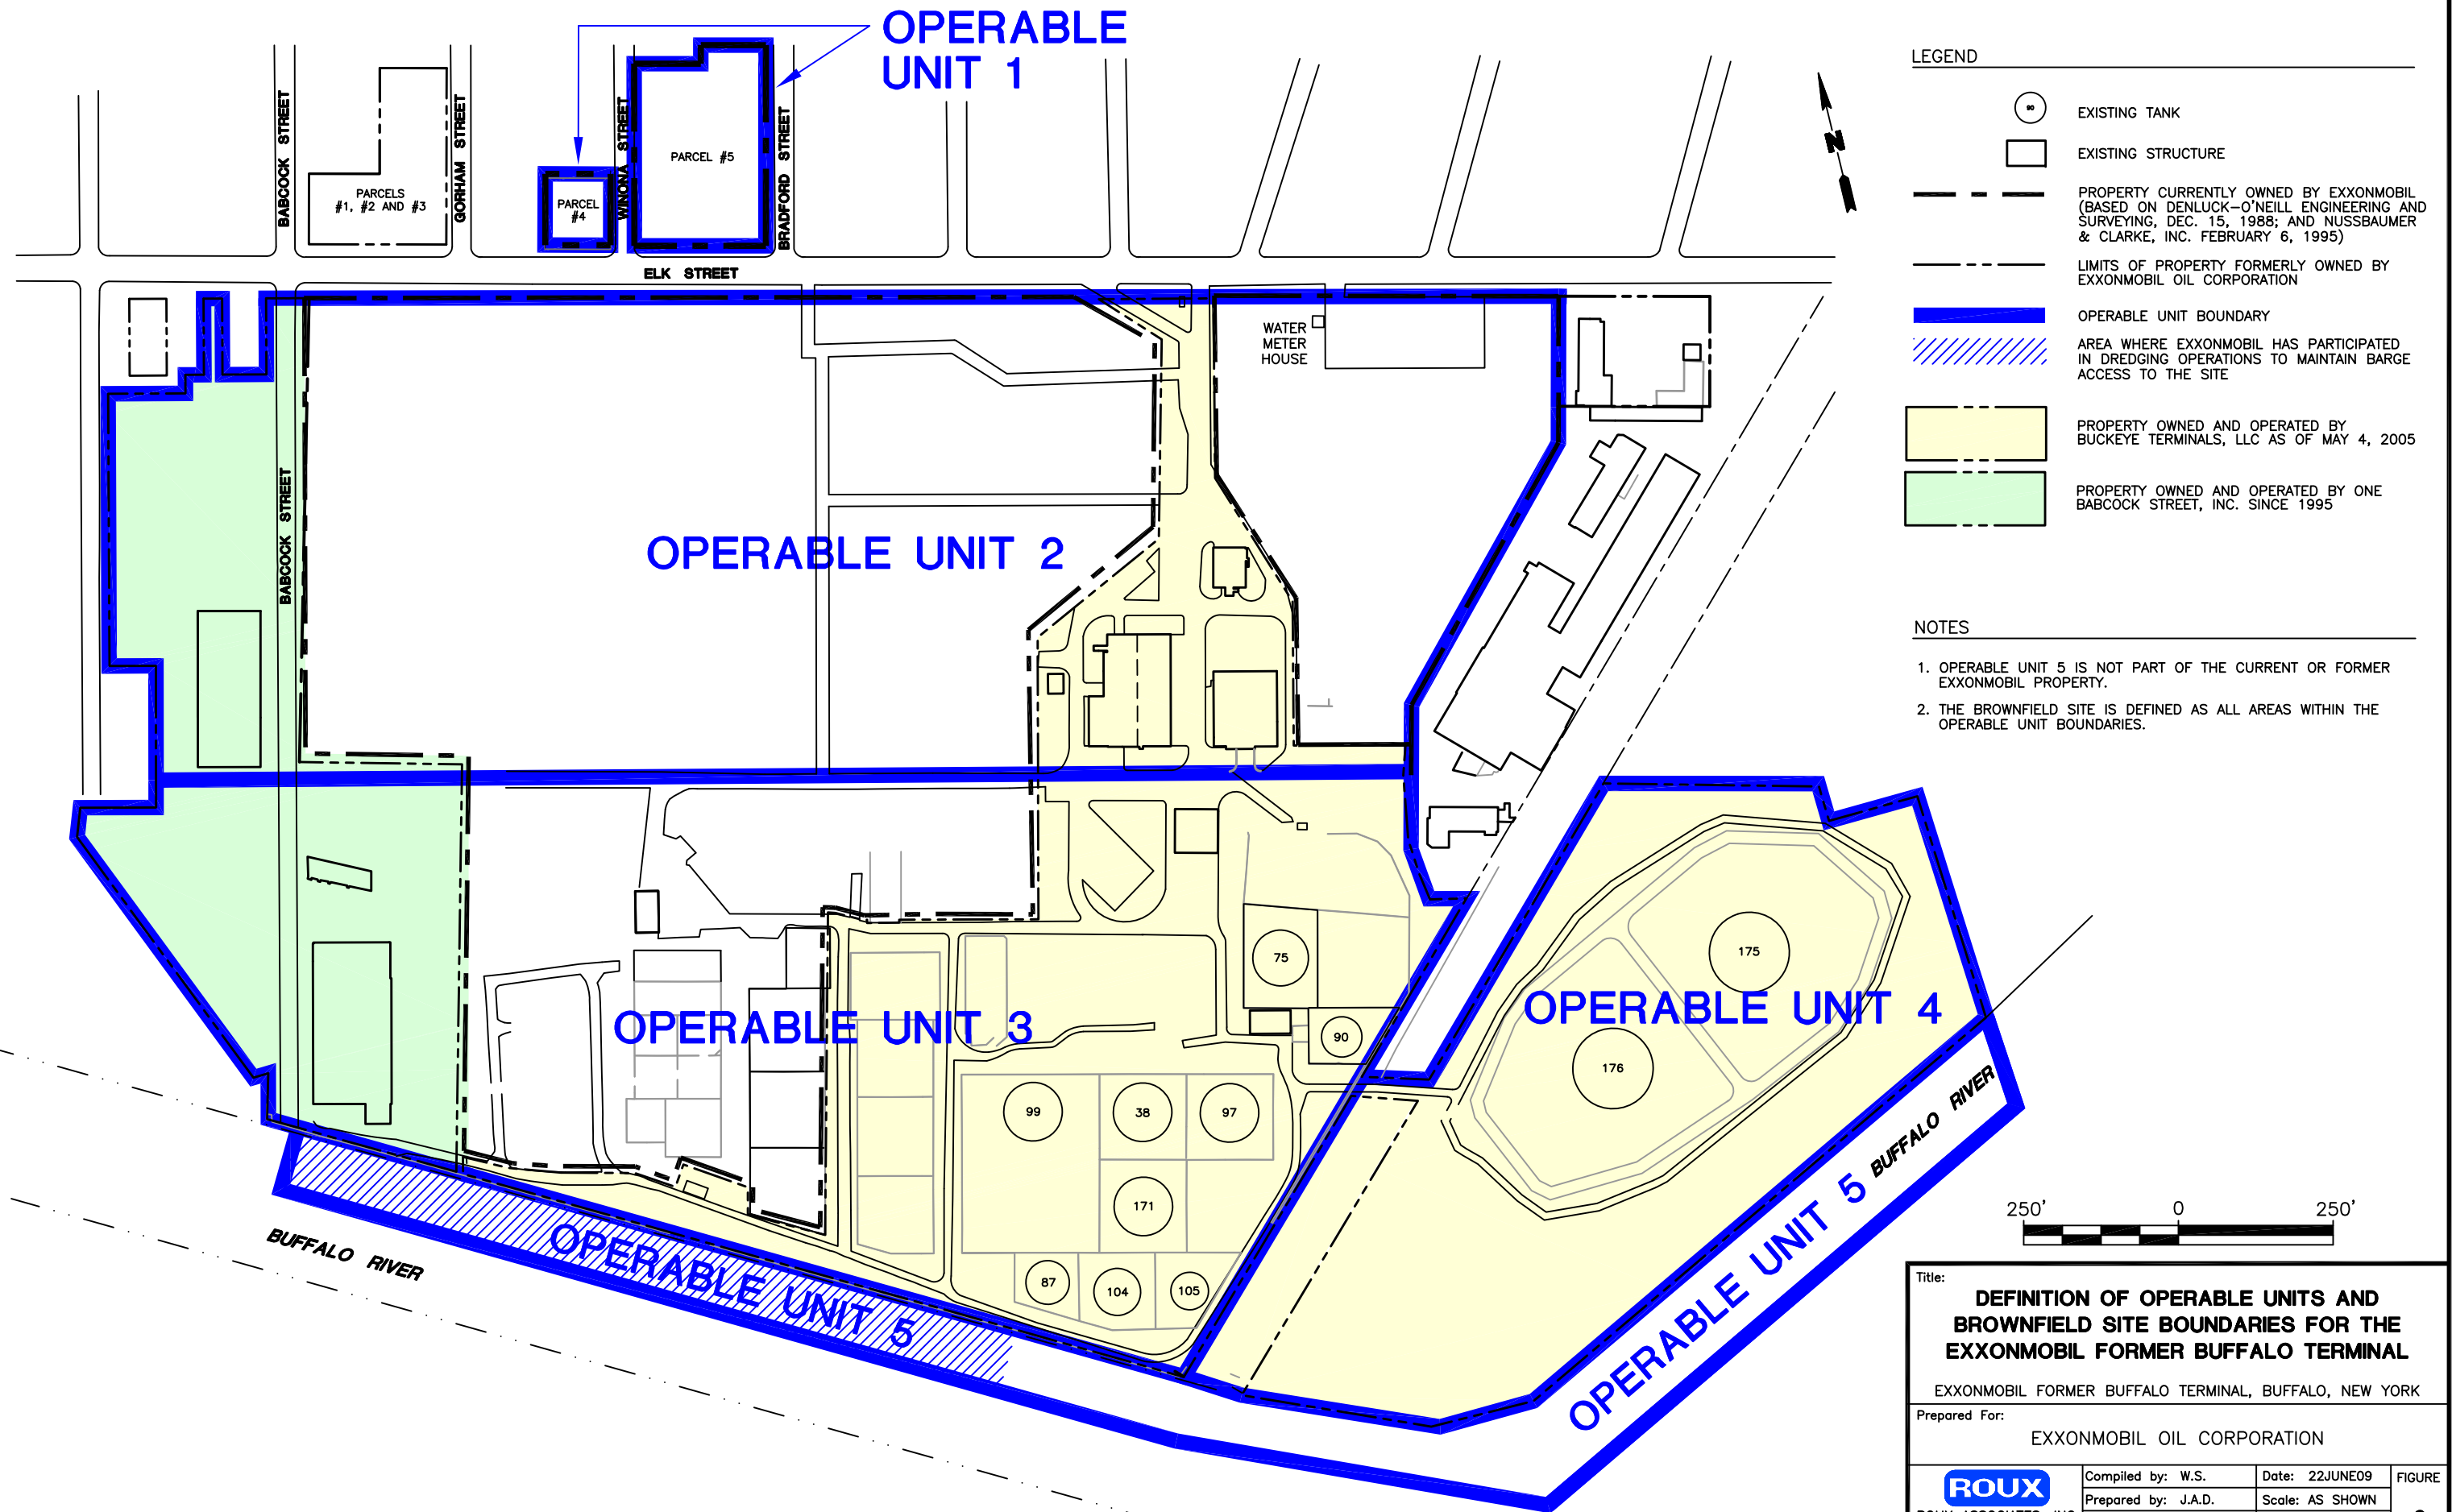 OPERABLE
UNIT 1
BABCOCK STREET
GORHAM STREET
WINONA STREET
BRADFORD STREET
PARCELS
#1, #2 AND #3
PARCEL
#4
PARCEL #5
ELK STREET
N
WATER
METER
HOUSE
BABCOCK STREET
OPERABLE UNIT 2
OPERABLE UNIT 3
OPERABLE UNIT 4
75
90
99
38
97
171
87
104
105
175
176
OPERABLE UNIT 5
BUFFALO RIVER
OPERABLE UNIT 5
BUFFALO RIVER
LEGEND
EXISTING TANK
EXISTING STRUCTURE
PROPERTY CURRENTLY OWNED BY EXXONMOBIL
(BASED ON DENLUCK-O'NEILL ENGINEERING AND
SURVEYING, DEC. 15, 1988; AND NUSSBAUMER
& CLARKE, INC. FEBRUARY 6, 1995)
LIMITS OF PROPERTY FORMERLY OWNED BY
EXXONMOBIL OIL CORPORATION
OPERABLE UNIT BOUNDARY
AREA WHERE EXXONMOBIL HAS PARTICIPATED
IN DREDGING OPERATIONS TO MAINTAIN BARGE
ACCESS TO THE SITE
PROPERTY OWNED AND OPERATED BY
BUCKEYE TERMINALS, LLC AS OF MAY 4, 2005
PROPERTY OWNED AND OPERATED BY ONE
BABCOCK STREET, INC. SINCE 1995
NOTES
1. OPERABLE UNIT 5 IS NOT PART OF THE CURRENT OR FORMER
EXXONMOBIL PROPERTY.
2. THE BROWNFIELD SITE IS DEFINED AS ALL AREAS WITHIN THE
OPERABLE UNIT BOUNDARIES.
250' 0 250'
Title:
DEFINITION OF OPERABLE UNITS AND
BROWNFIELD SITE BOUNDARIES FOR THE
EXXONMOBIL FORMER BUFFALO TERMINAL
EXXONMOBIL FORMER BUFFALO TERMINAL, BUFFALO, NEW YORK
Prepared For:
EXXONMOBIL OIL CORPORATION
ROUX
Compiled by: W.S.
Date: 22JUNE09
FIGURE
Prepared by: J.A.D.
Scale: AS SHOWN